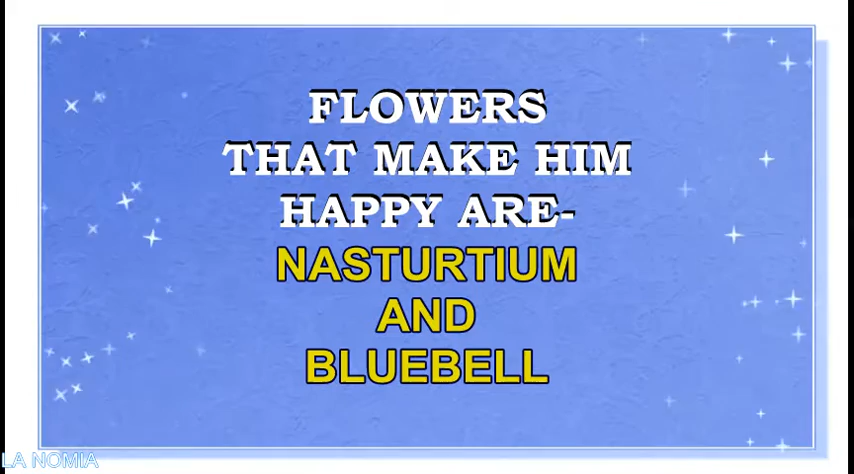 FLOWERS
THAT MAKE HIM
HAPPY ARE-
NASTURTIUM
AND
BLUEBELL
LA NOMIA